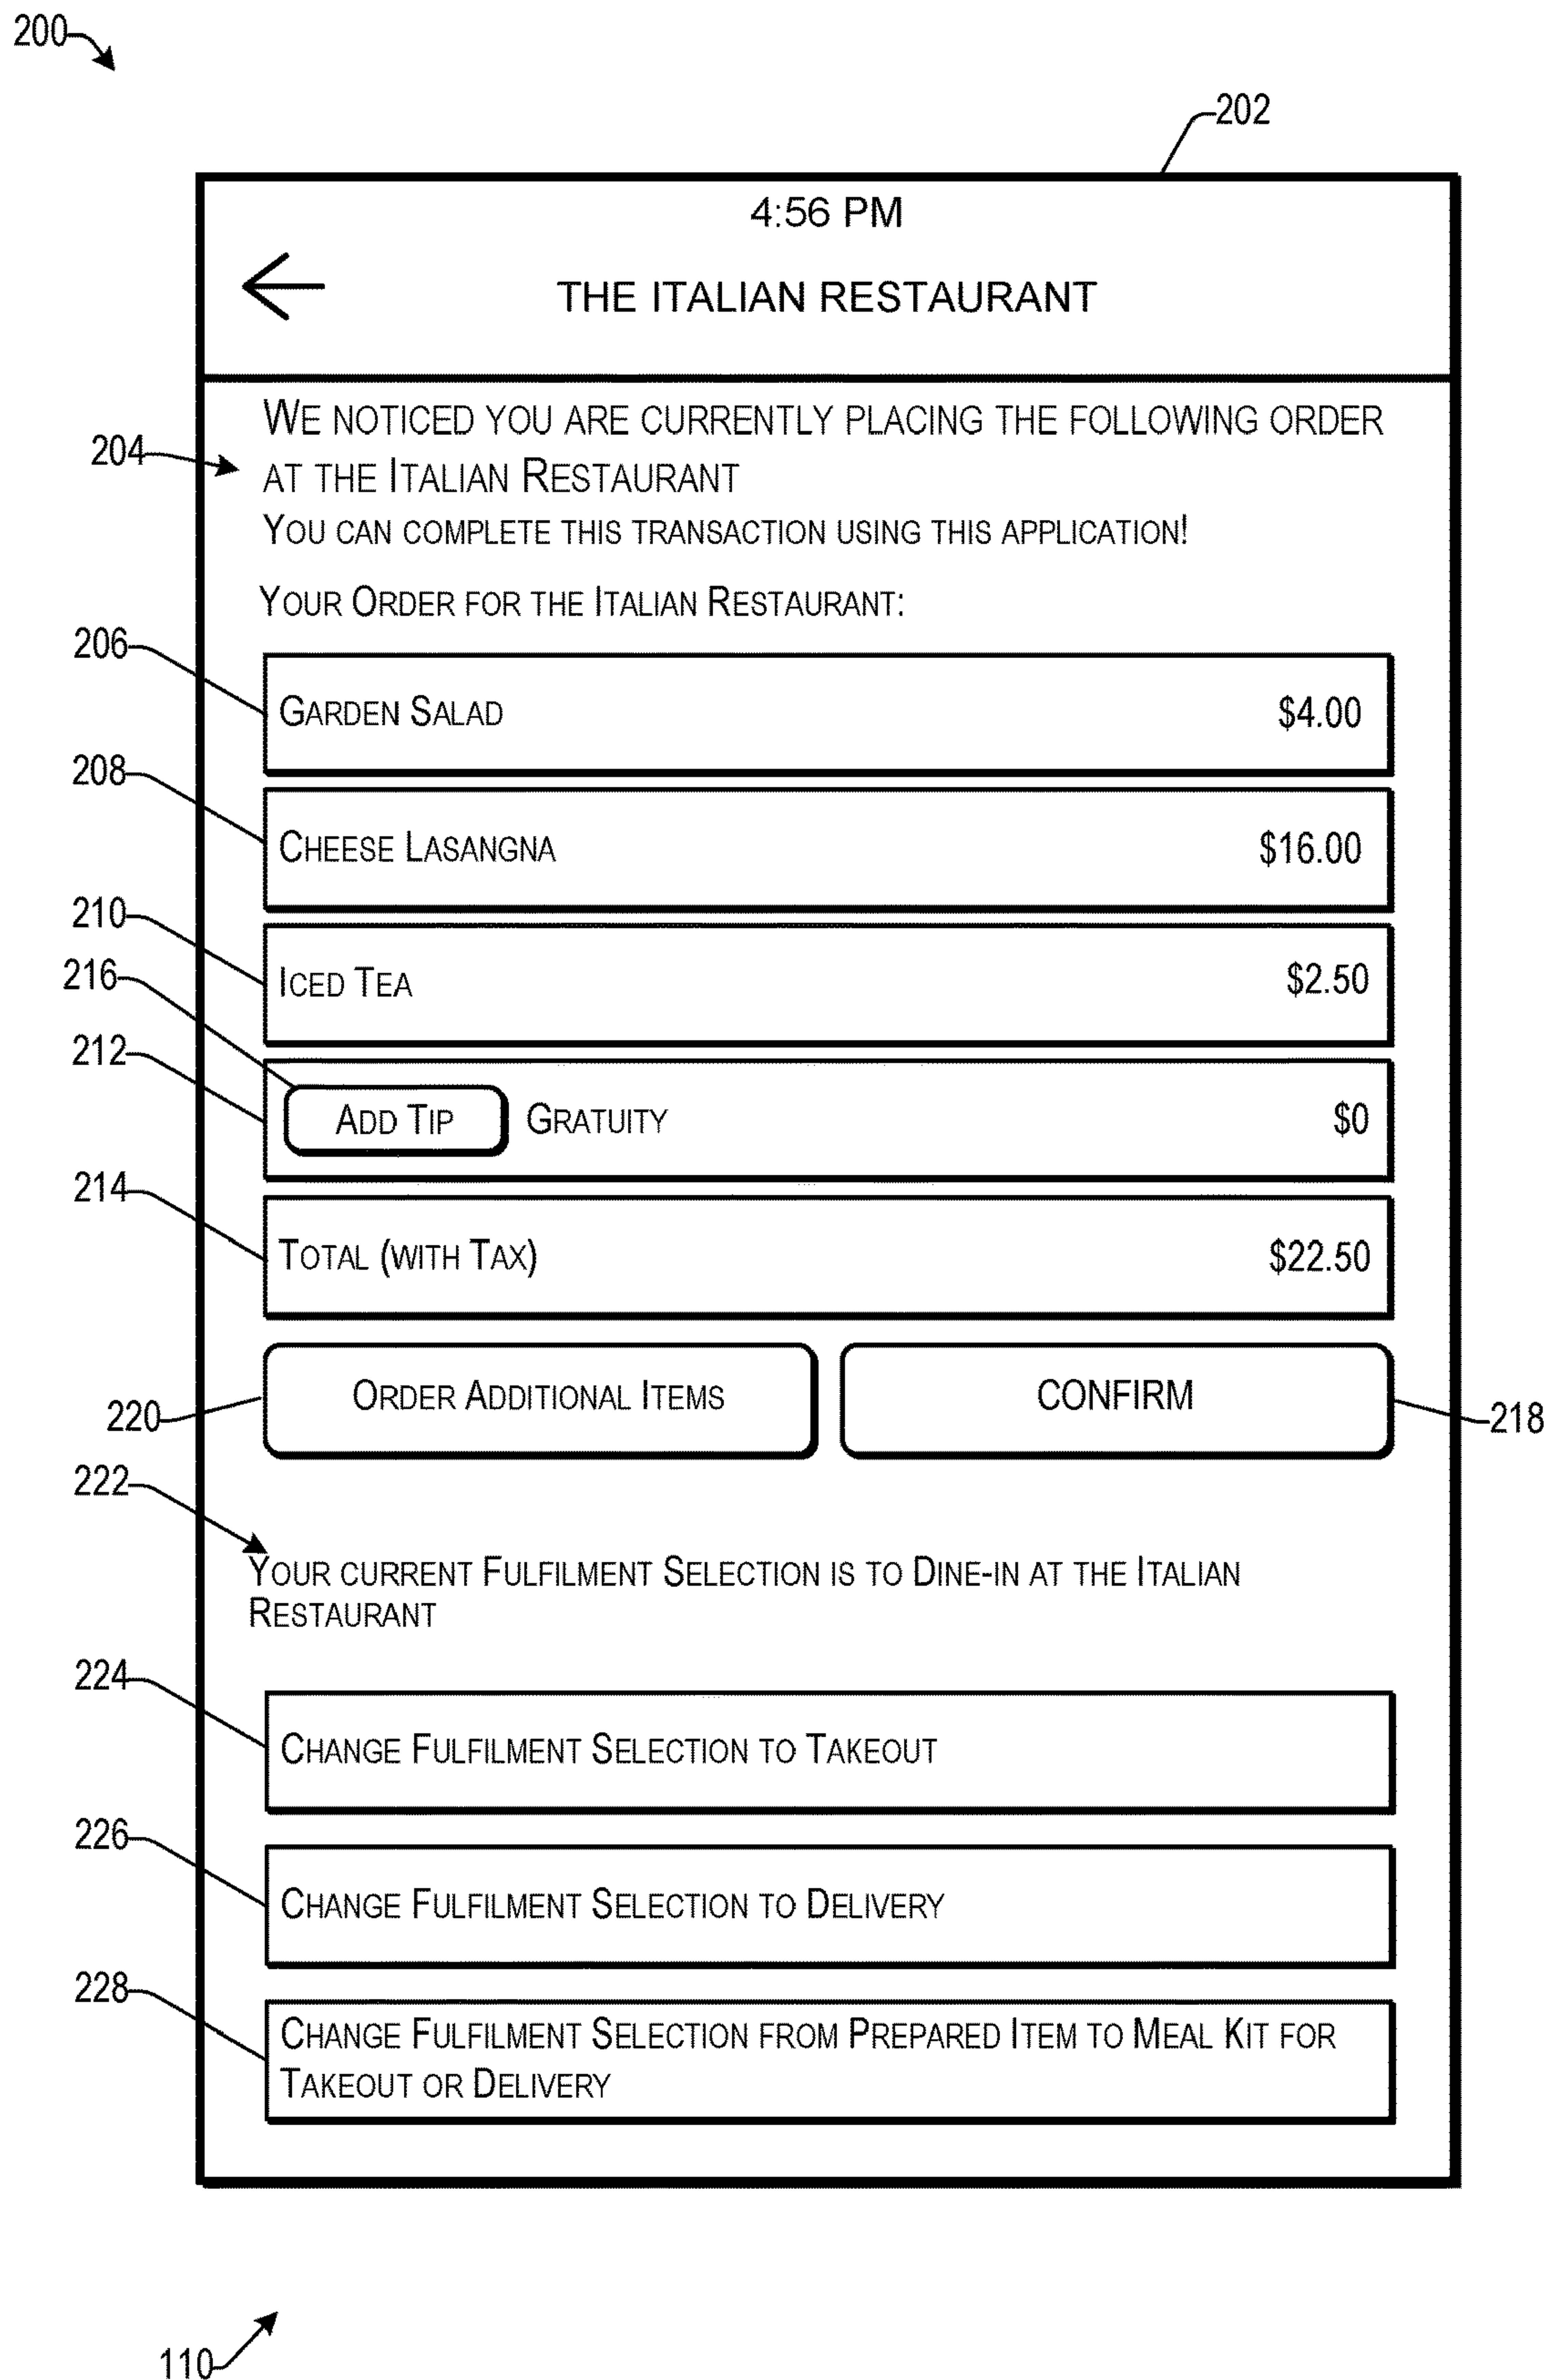 200
202
4:56 PM
THE ITALIAN RESTAURANT
WE NOTICED YOU ARE CURRENTLY PLACING THE FOLLOWING ORDER
204
AT THE ITALIAN RESTAURANT
YOU CAN COMPLETE THIS TRANSACTION USING THIS APPLICATION!
YOUR ORDER FOR THE ITALIAN RESTAURANT:
206
GARDEN SALAD $4.00
208
CHEESE LASANGNA $16.00
210
ICED TEA $2.50
216
212
ADD TIP GRATUITY $0
214
TOTAL (WITH TAX) $22.50
ORDER ADDITIONAL ITEMS CONFIRM
220
218
222
YOUR CURRENT FULFILMENT SELECTION IS TO DINE-IN AT THE ITALIAN
RESTAURANT
224
CHANGE FULFILMENT SELECTION TO TAKEOUT
226
CHANGE FULFILMENT SELECTION TO DELIVERY
228
CHANGE FULFILMENT SELECTION FROM PREPARED ITEM TO MEAL KIT FOR
TAKEOUT OR DELIVERY
110